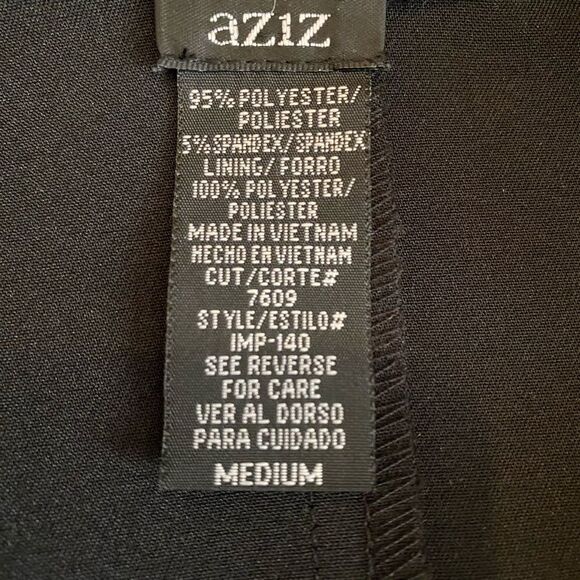 aziz
95% POLYESTER/
POLIESTER
5% SPANDEX/SPANDEX
LINING/ FORRO
100% POLYESTER/
POLIESTER
MADE IN VIETNAM
HECHO EN VIETNAM
CUT/CORTE#
7609
STYLE/ESTILO#
IMP-140
SEE REVERSE
FOR CARE
VER AL DORSO
PARA CUIDADO
MEDIUM